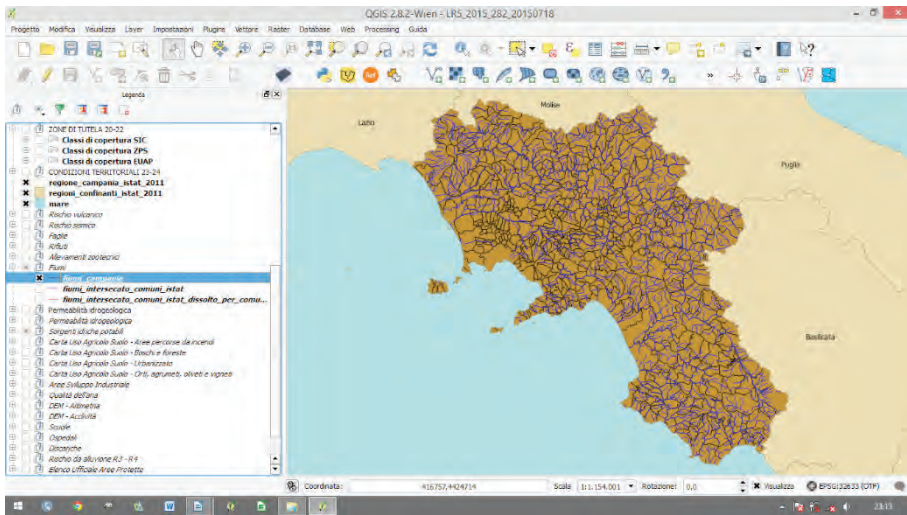 QGIS 2.8.2-Wien - LR5_2015_282_20150718
Progetto Modifica Visualizza Layer Impostazioni Plugins Vettore Raster Database Web Processing Guida
Legenda
ZONE DI TUTELA 20-22
Classi di copertura SIC
Classi di copertura ZPS
Classi di copertura EUAP
CONDIZIONI TERRITORIALI 23-24
regione_campania_istat_2011
regioni_confinanti_istat_2011
mare
Rischio vulcanico
Rischio sismico
Faglie
Rifiuti
Allevamenti zootecnici
Fiumi
fiumi_campania
fiumi_intersecato_comuni_istat
fiumi_intersecato_comuni_istat_dissolto_per_comu...
Permeabilità idrogeologica
Permeabilità idrogeologica
Sorgenti idriche potabili
Carta Uso Agricolo Suolo - Aree percorse da incendi
Carta Uso Agricolo Suolo - Boschi e foreste
Carta Uso Agricolo Suolo - Urbanizzato
Carta Uso Agricolo Suolo - Orti, agrumeti, oliveti e vigneti
Aree Sviluppo Industriale
Qualità dell'aria
DEM - Altimetria
DEM - Acclività
Scuole
Ospedali
Discariche
Rischio da alluvione R3 - R4
Elenco Ufficiale Aree Protette
Lazio
Molise
Puglia
Basilicata
Coordinata: 416757,4424714 Scala 1:1.154.001 Rotazione: 0,0 Visualizza EPSG:32633 (OTF)
23:13